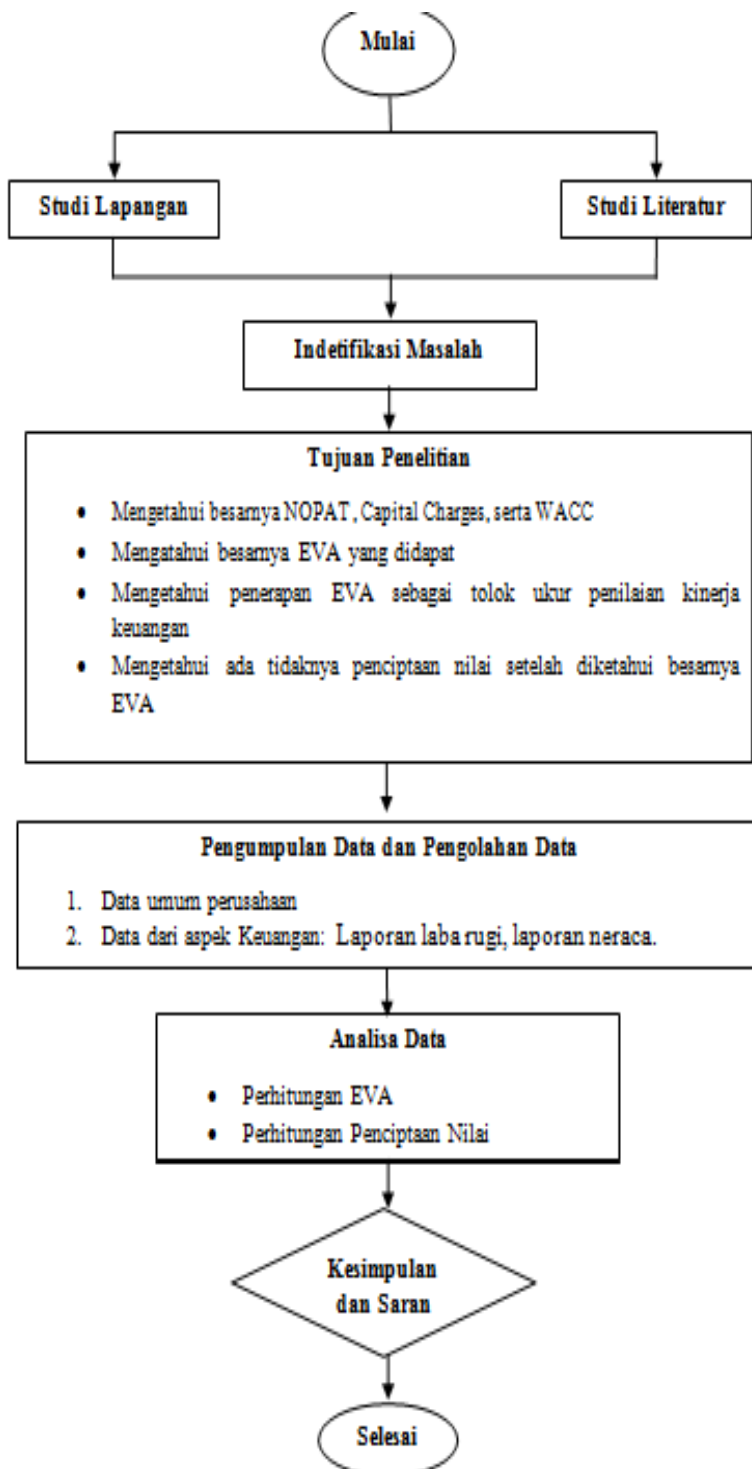 Mulai
Studi Lapangan
Studi Literatur
Indetifikasi Masalah
Tujuan Penelitian
• Mengetahui besarnya NOPAT, Capital Charges, serta WACC
• Mengatahui besarnya EVA yang didapat
• Mengetahui penerapan EVA sebagai tolok ukur penilaian kinerja
keuangan
• Mengetahui ada tidaknya penciptaan nilai setelah diketahui besarnya
EVA
Pengumpulan Data dan Pengolahan Data
1. Data umum perusahaan
2. Data dari aspek Keuangan: Laporan laba rugi, laporan neraca.
Analisa Data
• Perhitungan EVA
• Perhitungan Penciptaan Nilai
Kesimpulan
dan Saran
Selesai